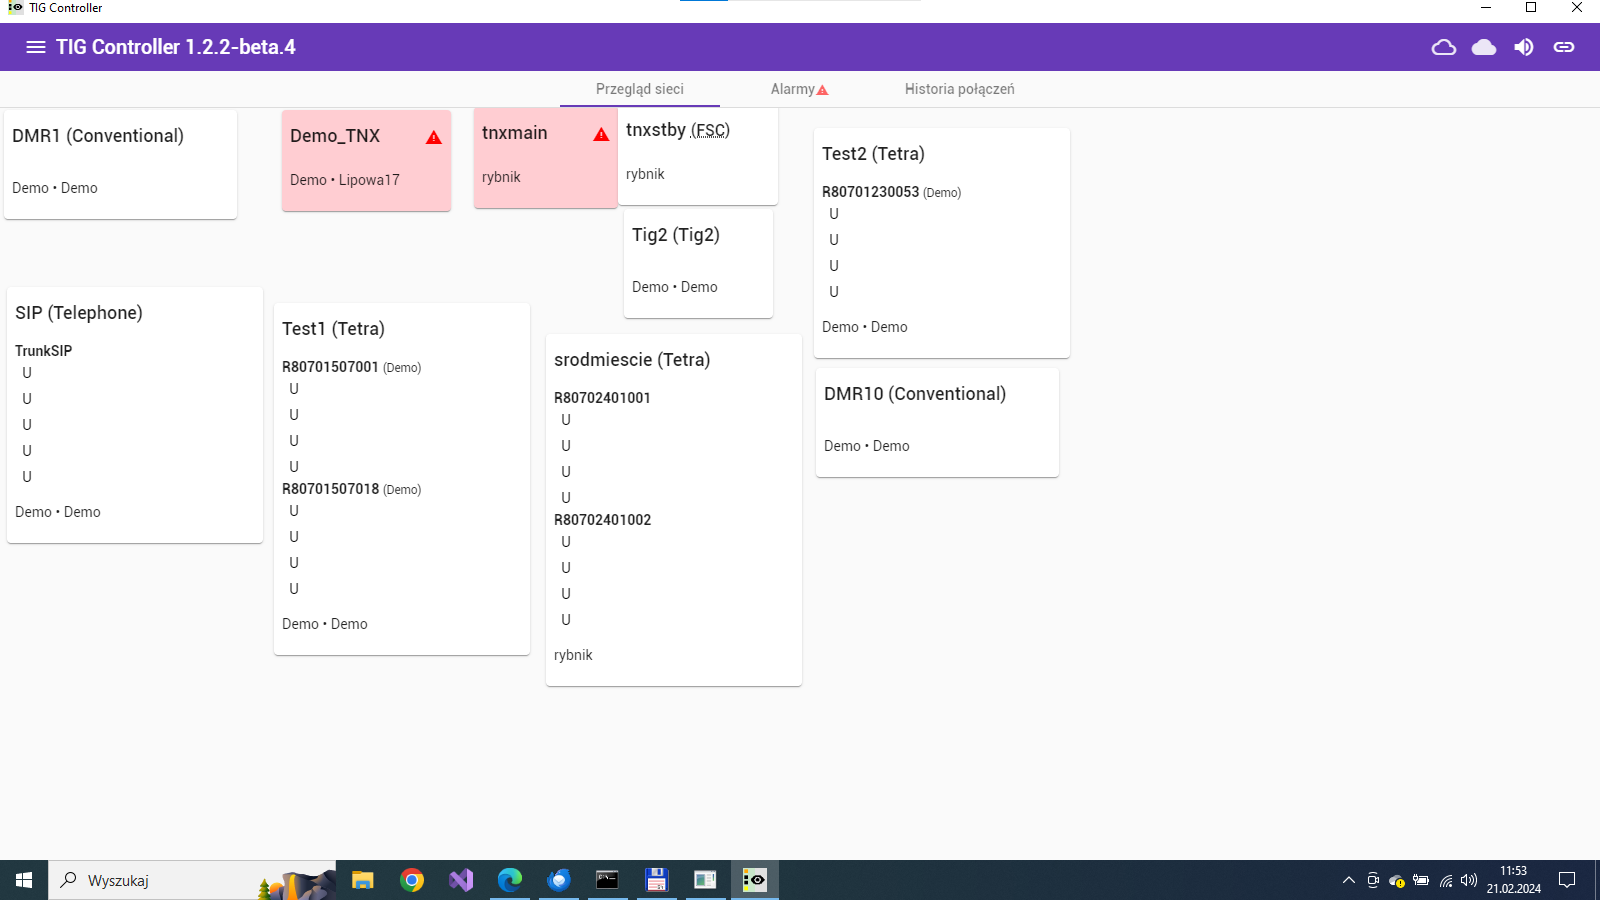 TIG Controller
TIG Controller 1.2.2-beta.4
Przegląd sieci
Alarmy
Historia połączeń
DMR1 (Conventional)
Demo • Demo
Demo_TNX
Demo • Lipowa17
tnxmain
rybnik
tnxstby (FSC)
rybnik
Tig2 (Tig2)
Demo • Demo
Test2 (Tetra)
R80701230053 (Demo)
U
U
U
U
Demo • Demo
SIP (Telephone)
TrunkSIP
U
U
U
U
U
Demo • Demo
Test1 (Tetra)
R80701507001 (Demo)
U
U
U
U
R80701507018 (Demo)
U
U
U
U
Demo • Demo
srodmiescie (Tetra)
R80702401001
U
U
U
U
R80702401002
U
U
U
U
rybnik
DMR10 (Conventional)
Demo • Demo
Wyszukaj
11:53
21.02.2024